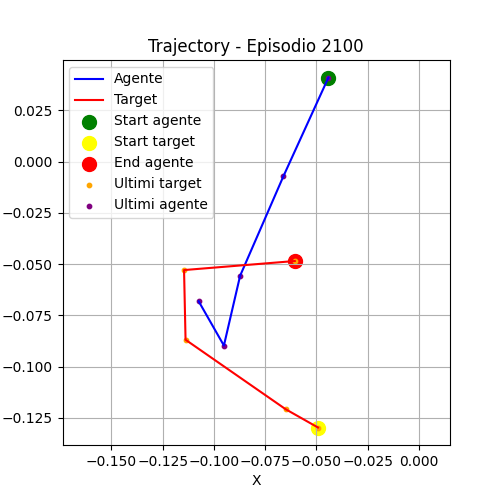 Trajectory - Episodio 2100
Agente
Target
Start agente
Start target
End agente
Ultimi target
Ultimi agente
0.025
0.000
−0.025
−0.050
−0.075
−0.100
−0.125
−0.150 −0.125 −0.100 −0.075 −0.050 −0.025 0.000
X